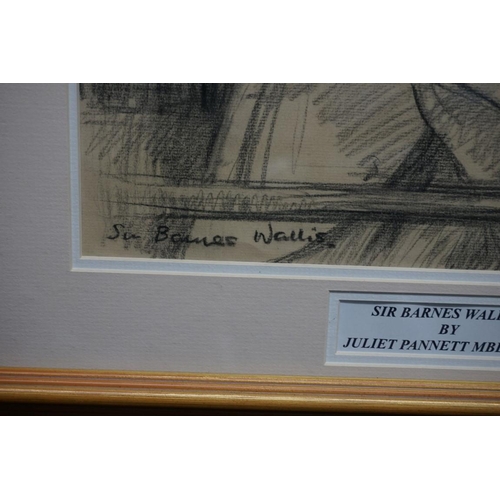 Sir Barnes Wallis.
SIR BARNES WALL
BY
JULIET PANNETT MB